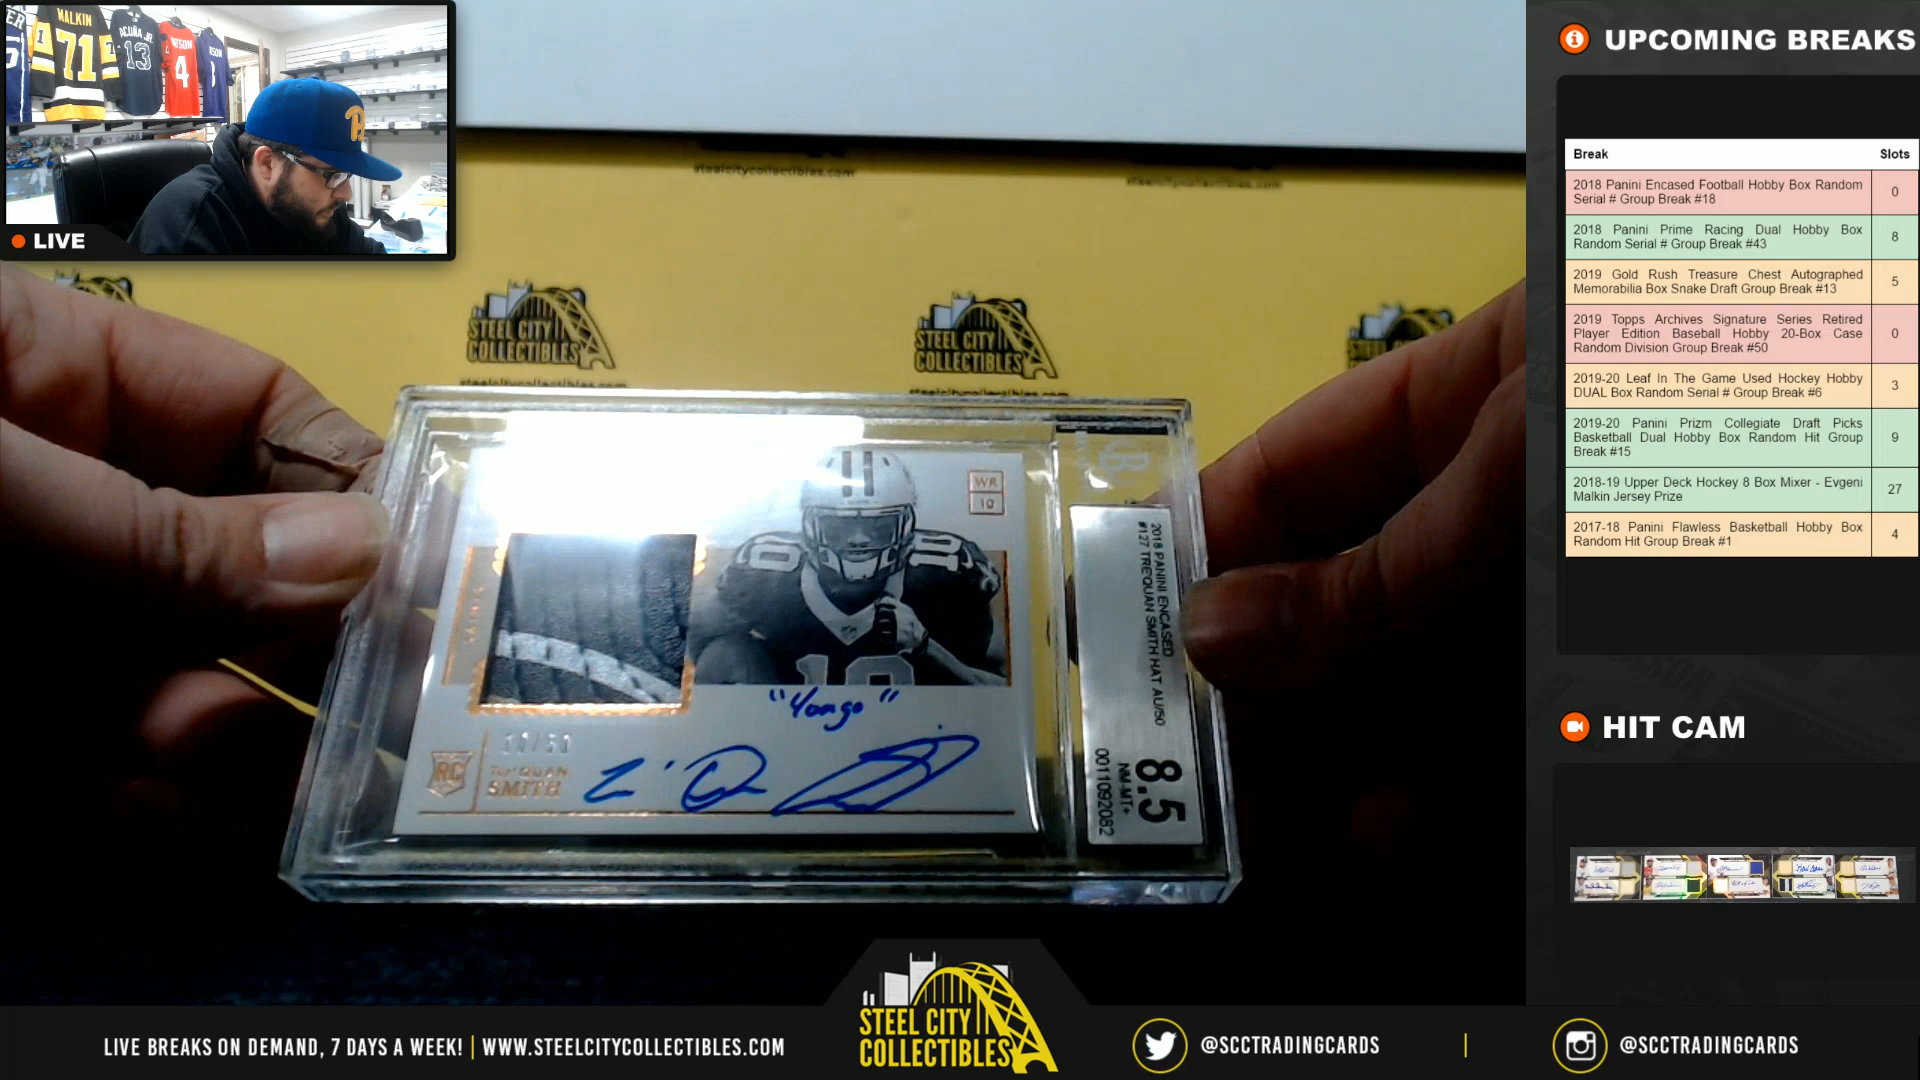 MALKIN
71
ACUÑA JR.
13
4
LIVE
steelcitycollectibles.com
STEEL CITY
COLLECTIBLES
STEEL CITY
COLLECTIBLES
WR
10
10
10
"Yongo"
RC
TRE'QUAN
SMITH
2018 PANINI ENCASED
#127 TRE'QUAN SMITH HAT AU/50
8.5
NM-MT+
0011092082
UPCOMING BREAKS
Break Slots
2018 Panini Encased Football Hobby Box Random
Serial # Group Break #18
0
2018 Panini Prime Racing Dual Hobby Box
Random Serial # Group Break #43
8
2019 Gold Rush Treasure Chest Autographed
Memorabilia Box Snake Draft Group Break #13
5
2019 Topps Archives Signature Series Retired
Player Edition Baseball Hobby 20-Box Case
Random Division Group Break #50
0
2019-20 Leaf In The Game Used Hockey Hobby
DUAL Box Random Serial # Group Break #6
3
2019-20 Panini Prizm Collegiate Draft Picks
Basketball Dual Hobby Box Random Hit Group
Break #15
9
2018-19 Upper Deck Hockey 8 Box Mixer - Evgeni
Malkin Jersey Prize
27
2017-18 Panini Flawless Basketball Hobby Box
Random Hit Group Break #1
4
HIT CAM
LIVE BREAKS ON DEMAND, 7 DAYS A WEEK! | WWW.STEELCITYCOLLECTIBLES.COM
STEEL CITY
COLLECTIBLES
@SCCTRADINGCARDS
|
@SCCTRADINGCARDS